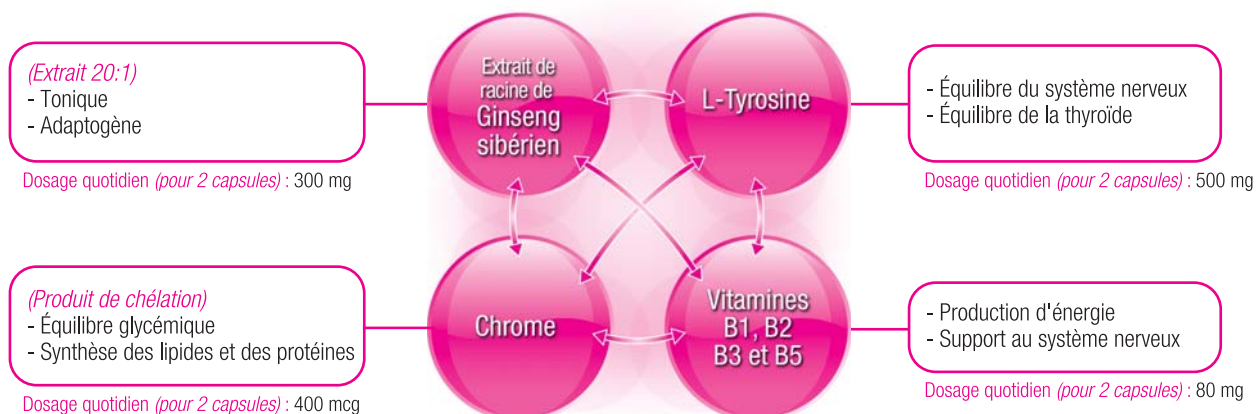 (Extrait 20:1)
- Tonique
- Adaptogène
Dosage quotidien (pour 2 capsules) : 300 mg
Extrait de
racine de
Ginseng
sibérien
L-Tyrosine
- Équilibre du système nerveux
- Équilibre de la thyroïde
Dosage quotidien (pour 2 capsules) : 500 mg
(Produit de chélation)
- Équilibre glycémique
- Synthèse des lipides et des protéines
Dosage quotidien (pour 2 capsules) : 400 mcg
Chrome
Vitamines
B1, B2
B3 et B5
- Production d'énergie
- Support au système nerveux
Dosage quotidien (pour 2 capsules) : 80 mg